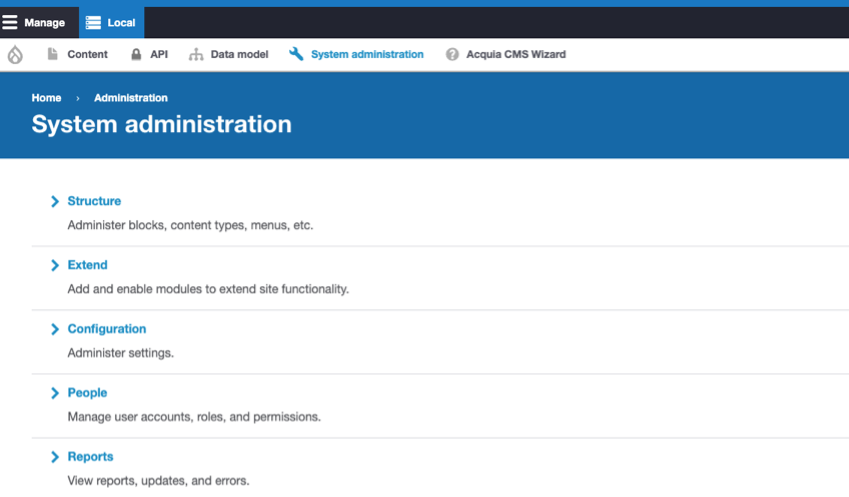 Manage Local
Content API Data model System administration Acquia CMS Wizard
Home › Administration
System administration
Structure
Administer blocks, content types, menus, etc.
Extend
Add and enable modules to extend site functionality.
Configuration
Administer settings.
People
Manage user accounts, roles, and permissions.
Reports
View reports, updates, and errors.